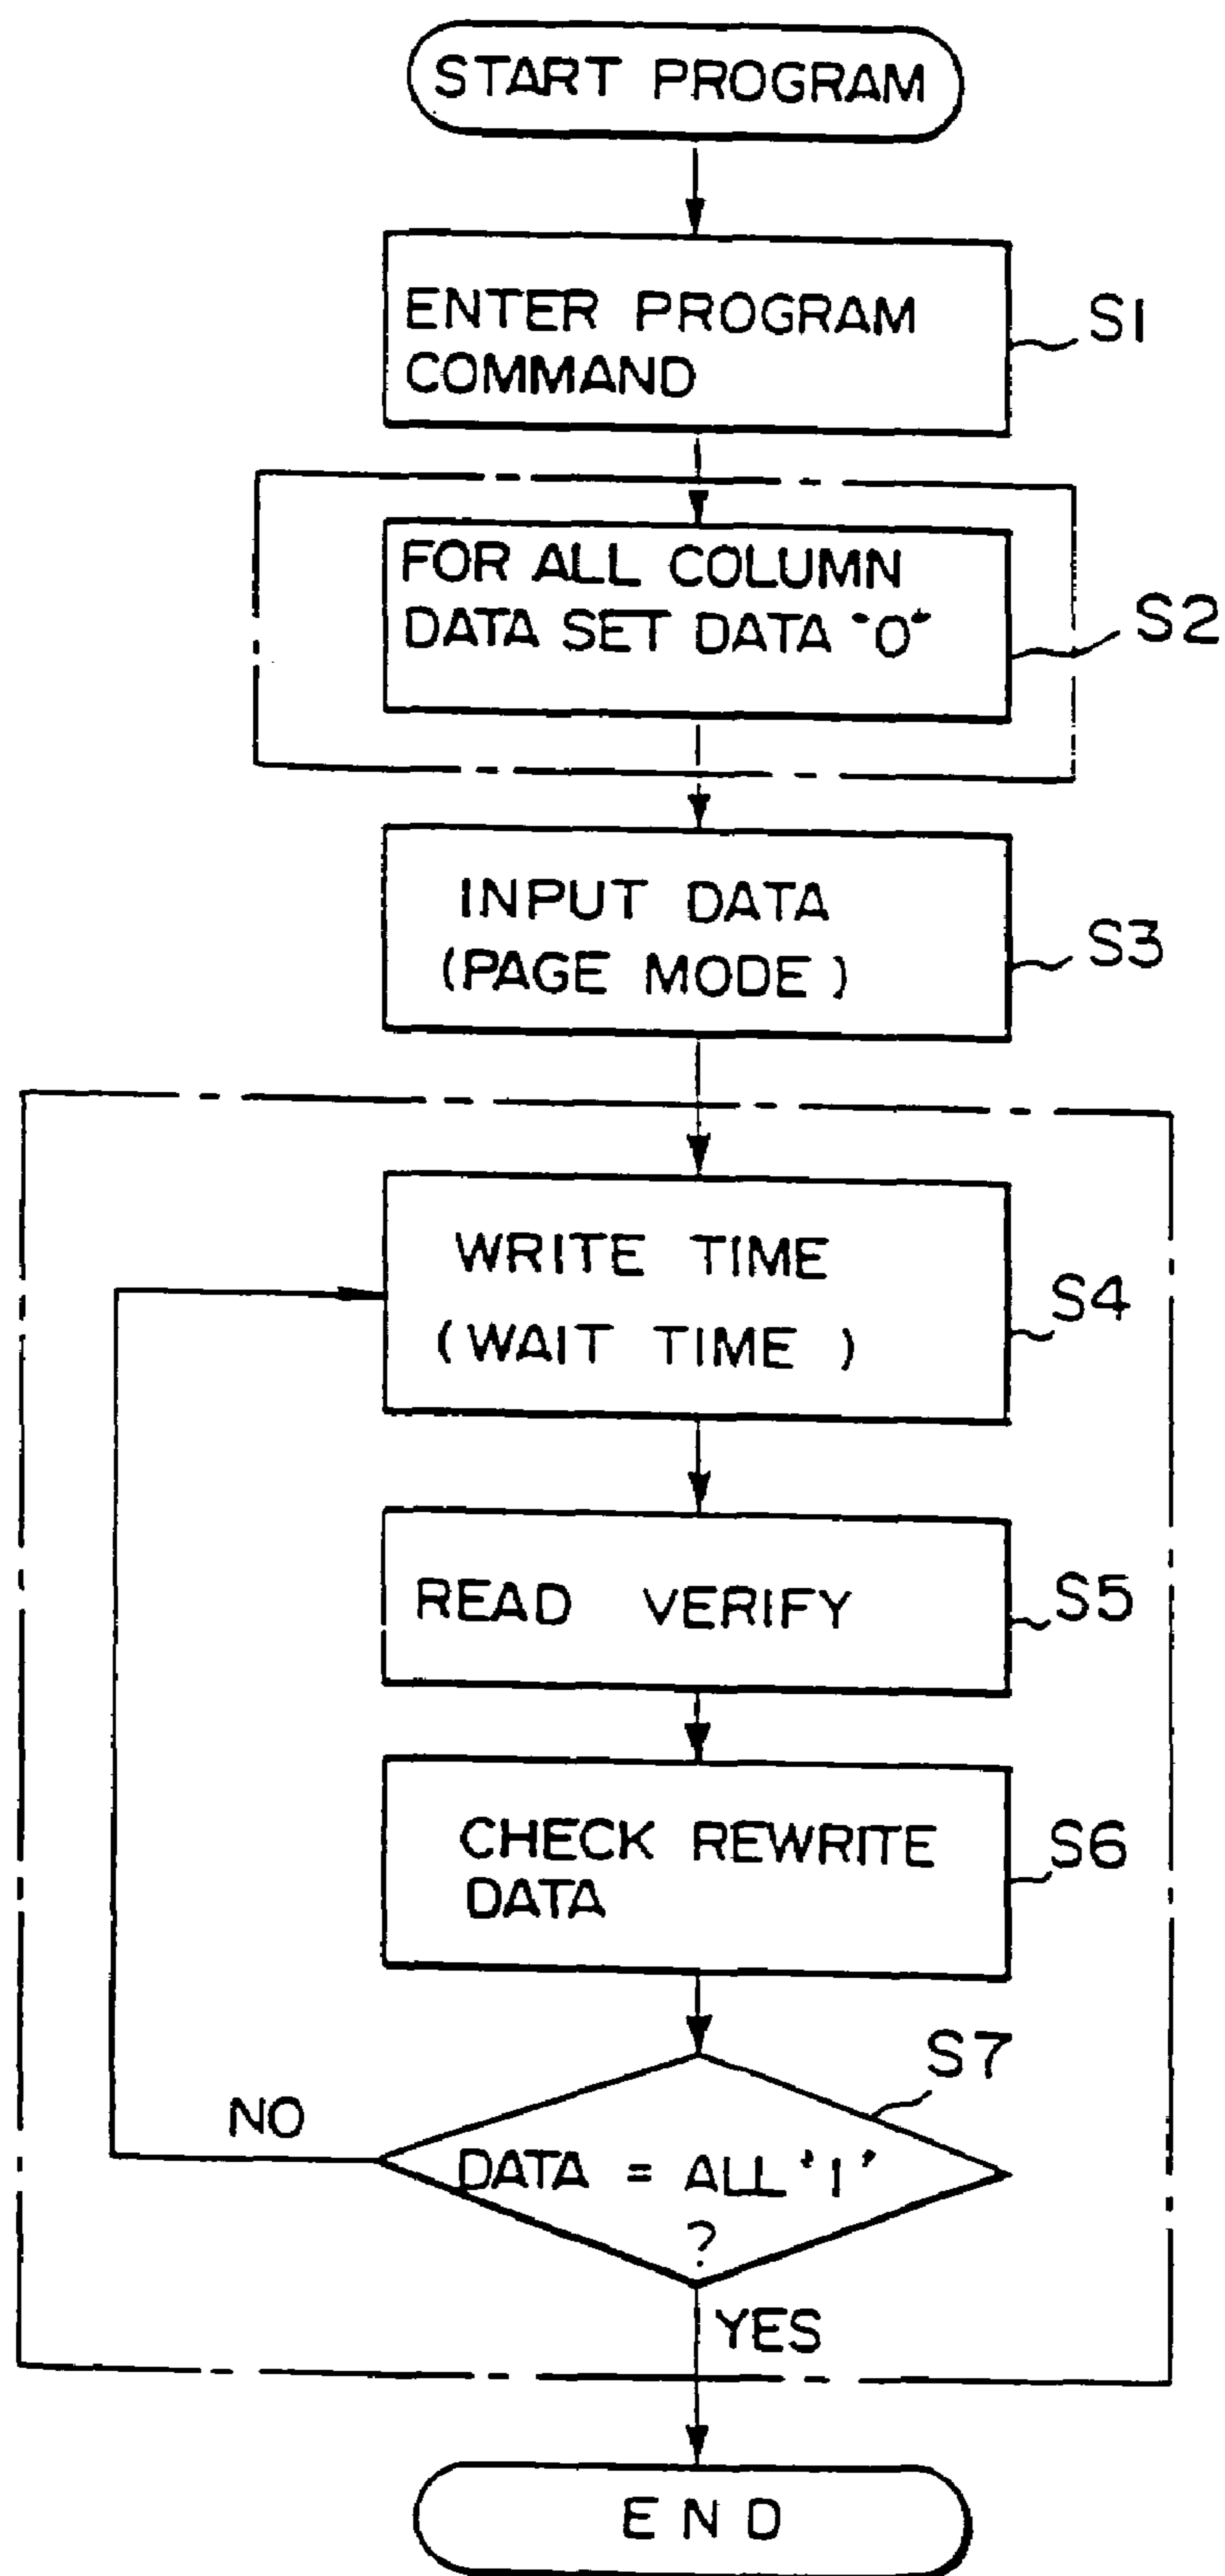 START PROGRAM
ENTER PROGRAM
COMMAND
S1
FOR ALL COLUMN
DATA SET DATA "0"
S2
INPUT DATA
(PAGE MODE)
S3
WRITE TIME
(WAIT TIME)
S4
READ VERIFY
S5
CHECK REWRITE
DATA
S6
S7
NO
DATA = ALL '1'
?
YES
END